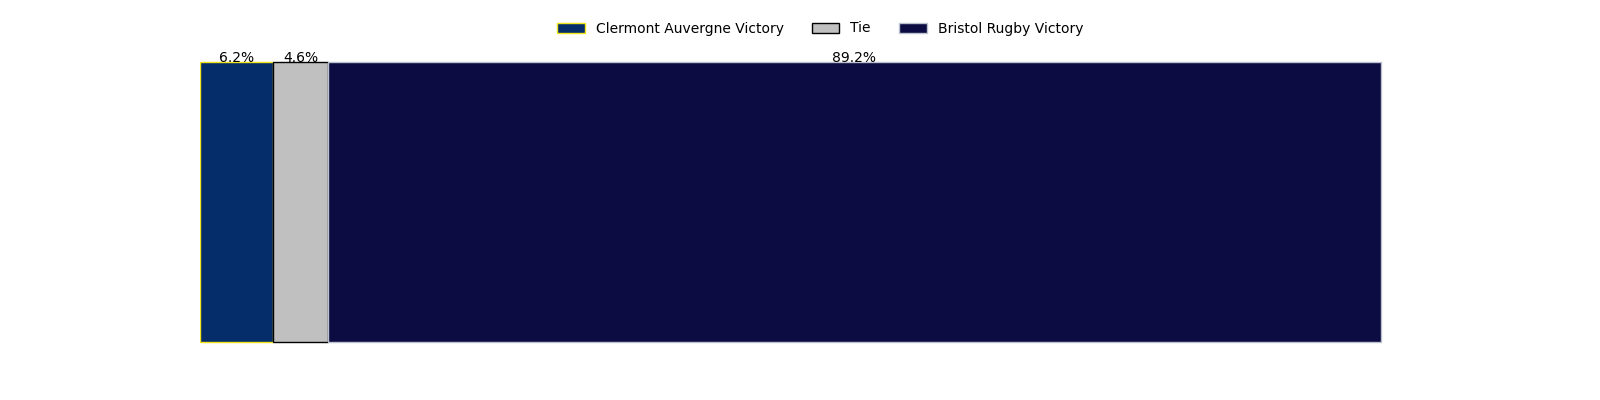 Clermont Auvergne Victory Tie Bristol Rugby Victory
6.2% 4.6% 89.2%